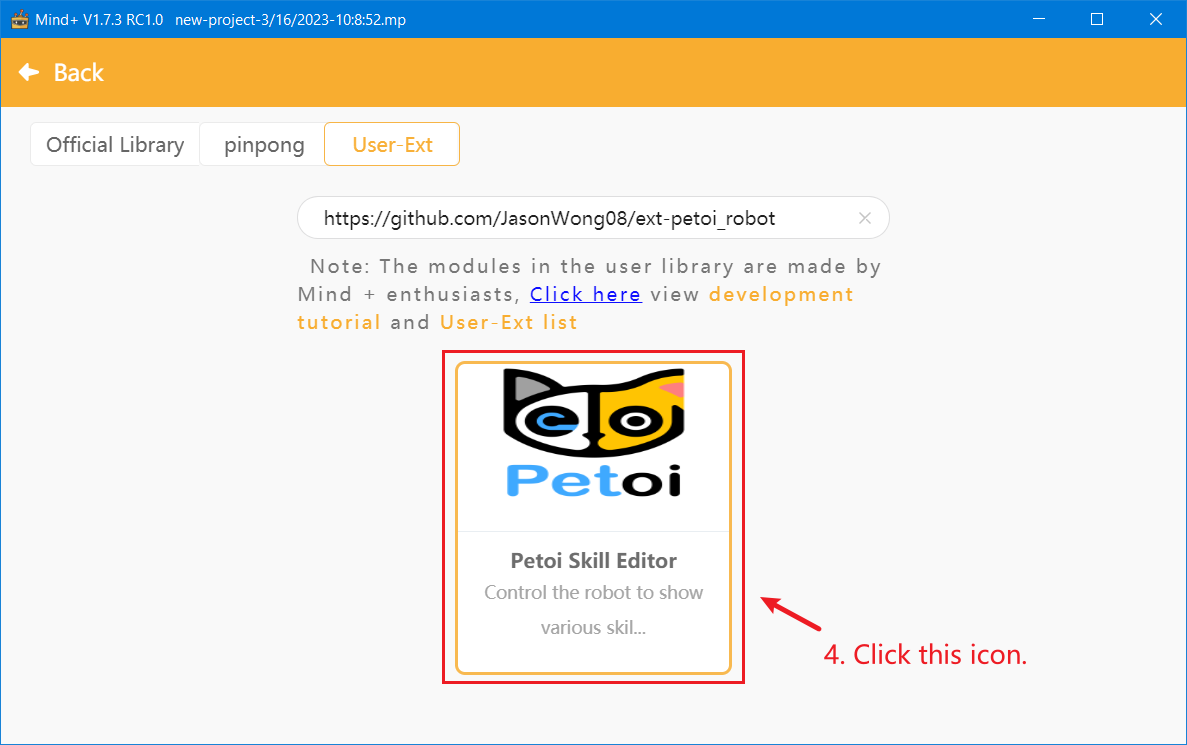 Mind+ V1.7.3 RC1.0 new-project-3/16/2023-10:8:52.mp
Back
Official Library pinpong User-Ext
https://github.com/JasonWong08/ext-petoi_robot
Note: The modules in the user library are made by
Mind + enthusiasts, Click here view development
tutorial and User-Ext list
Petoi
Petoi Skill Editor
Control the robot to show
various skil...
4. Click this icon.